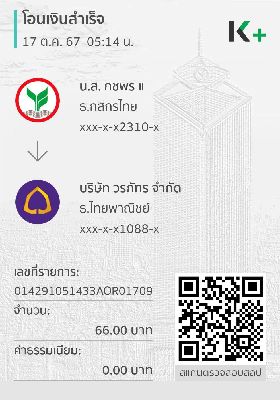 โอนเงินสำเร็จ
17 ต.ค. 67 05:14 น.
K+
น.ส. กชพร แ
ธ.กสิกรไทย
xxx-x-x2310-x
บริษัท วรภัทร จำกัด
ธ.ไทยพาณิชย์
xxx-x-x1088-x
เลขที่รายการ:
014291051433AOR01709
จำนวน:
66.00 บาท
ค่าธรรมเนียม:
0.00 บาท
สแกนตรวจสอบสลิป